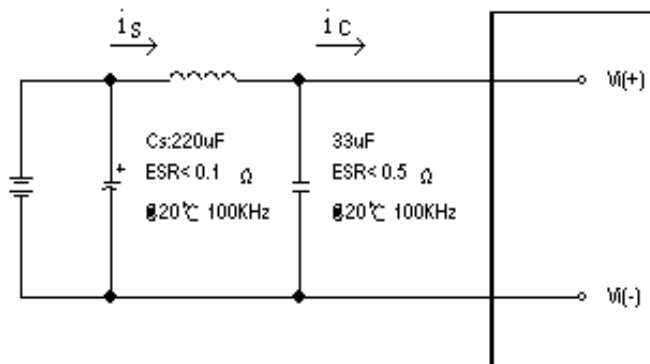 iS
iC
Vi(+)
Cs:220uF
33uF
+
ESR< 0.1 Ω
ESR< 0.5 Ω
@20℃ 100KHz
@20℃ 100KHz
Vi(-)